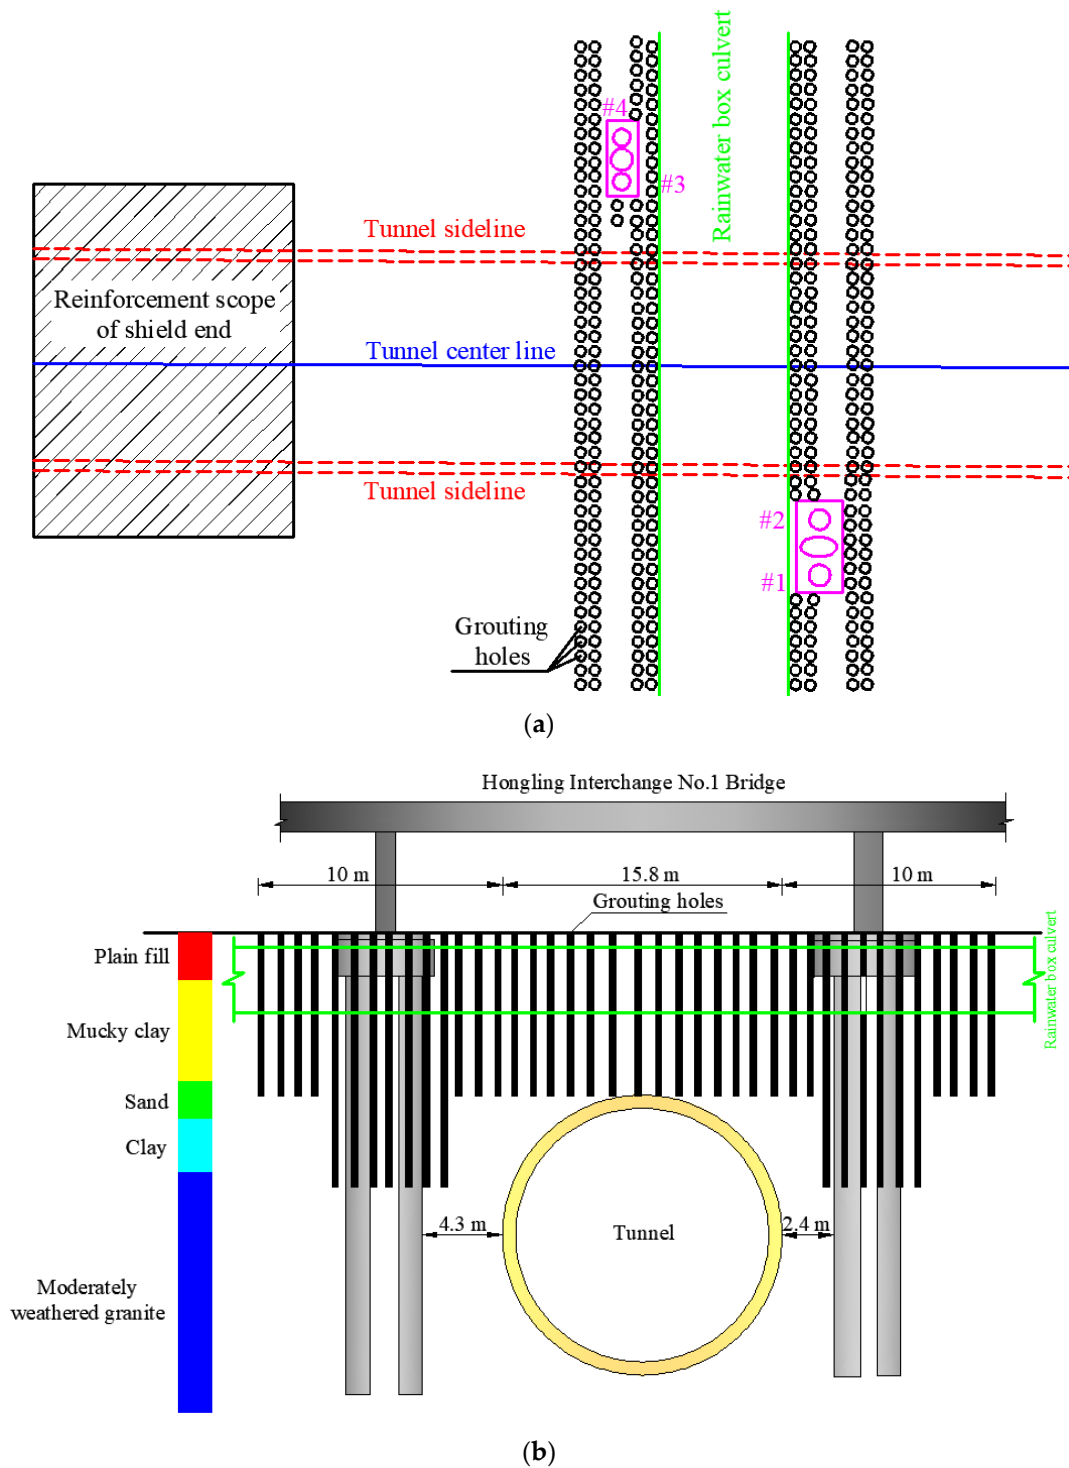 Rainwater box culvert
#4
#3
Tunnel sideline
Reinforcement scope
of shield end
Tunnel center line
Tunnel sideline
#2
#1
Grouting
holes
(a)
Hongling Interchange No.1 Bridge
10 m
15.8 m
10 m
Grouting holes
Plain fill
Rainwater box culvert
Mucky clay
Sand
Clay
4.3 m
2.4 m
Tunnel
Moderately
weathered granite
(b)